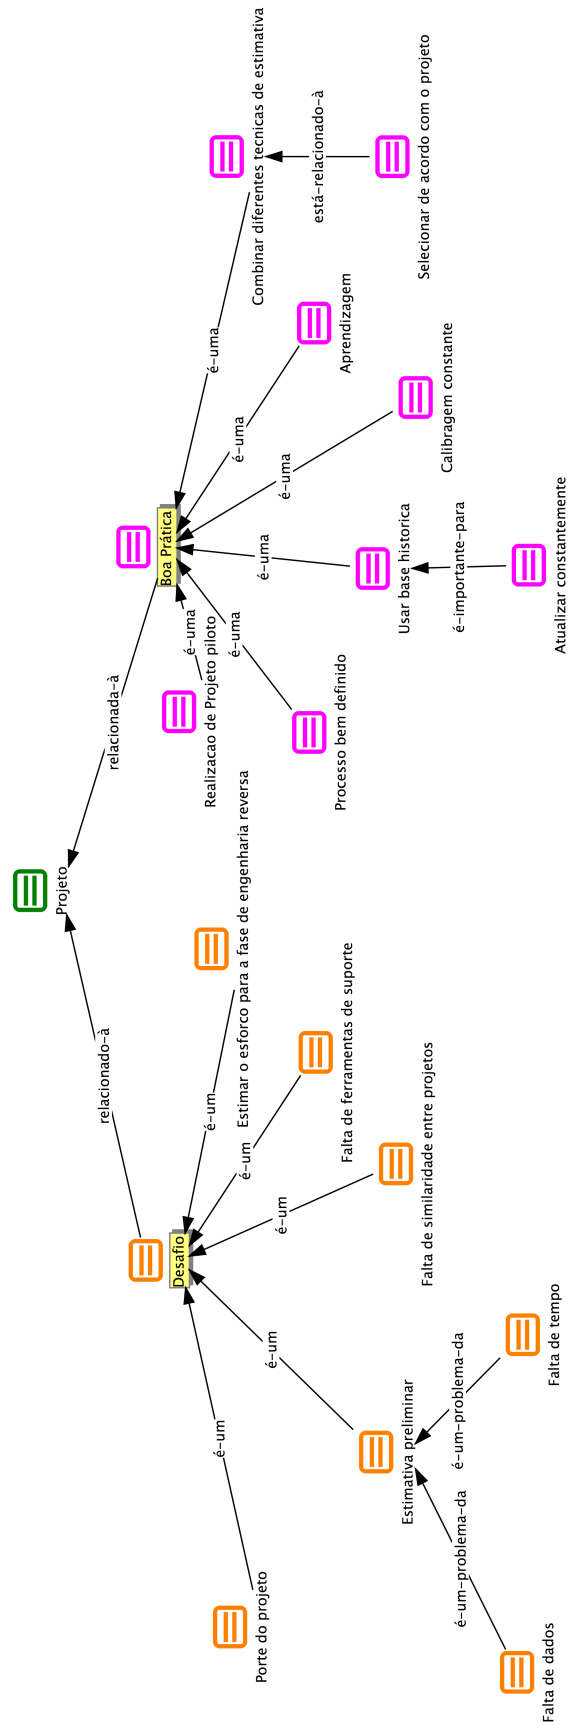 Projeto
relacionado-à
relacionada-à
Desafio
Boa Prática
é-um
Porte do projeto
é-um
Estimativa preliminar
é-um-problema-da
Falta de dados
é-um-problema-da
Falta de tempo
é-um
Falta de similaridade entre projetos
é-um
Falta de ferramentas de suporte
é-um
Estimar o esforco para a fase de engenharia reversa
é-uma
Realizacao de Projeto piloto
é-uma
Processo bem definido
é-uma
Usar base historica
é-importante-para
Atualizar constantemente
é-uma
Calibragem constante
é-uma
Aprendizagem
é-uma
Combinar diferentes tecnicas de estimativa
está-relacionado-à
Selecionar de acordo com o projeto